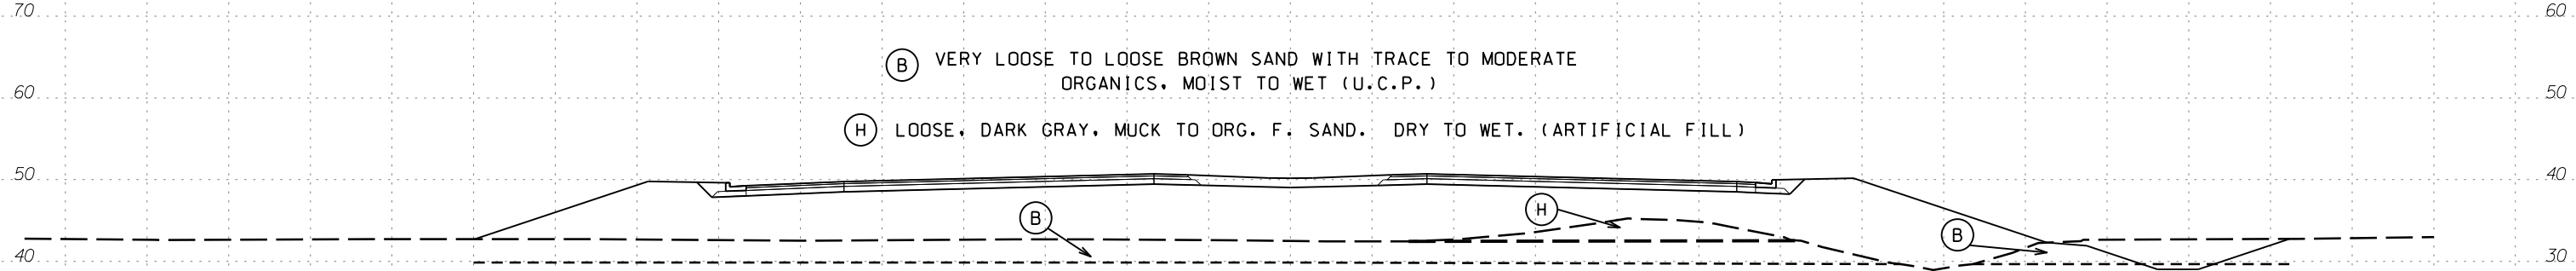 70 60
Ⓑ VERY LOOSE TO LOOSE BROWN SAND WITH TRACE TO MODERATE
ORGANICS, MOIST TO WET (U.C.P.)
60 50
Ⓗ LOOSE, DARK GRAY, MUCK TO ORG. F. SAND. DRY TO WET. (ARTIFICIAL FILL)
50 40
B H B
40 30